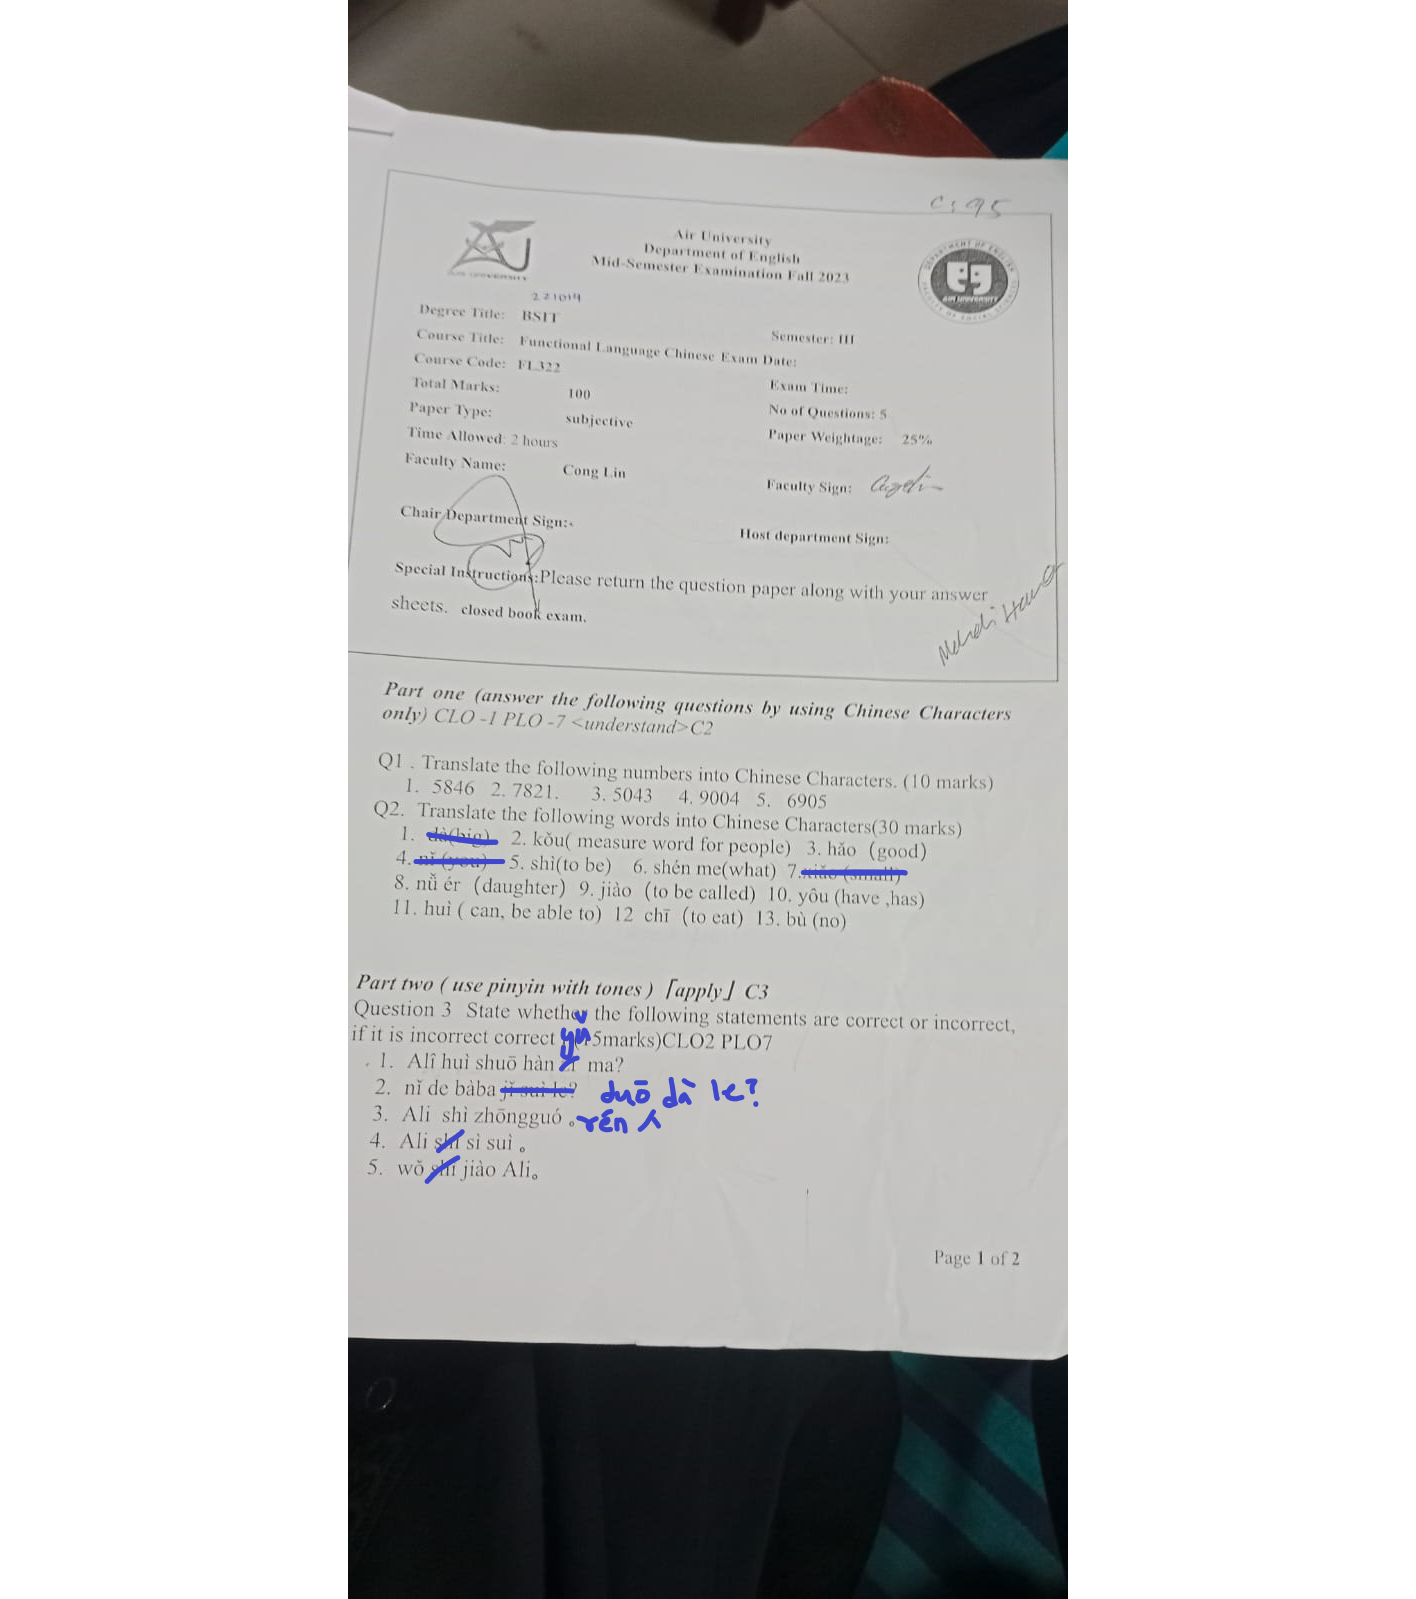 C: 95
Air University
Department of English
Mid-Semester Examination Fall 2023
221014
Degree Title: BSIT
Semester: III
Course Title: Functional Language Chinese Exam Date:
Course Code: FL322
Exam Time:
Total Marks: 100
No of Questions: 5
Paper Type: subjective
Paper Weightage: 25%
Time Allowed: 2 hours
Faculty Name: Cong Lin
Faculty Sign:
Chair Department Sign:-
Host department Sign:
Special Instructions:Please return the question paper along with your answer
sheets. closed book exam.
Part one (answer the following questions by using Chinese Characters
only) CLO -1 PLO -7 <understand>C2
Q1 . Translate the following numbers into Chinese Characters. (10 marks)
1. 5846 2. 7821. 3. 5043 4. 9004 5. 6905
Q2. Translate the following words into Chinese Characters(30 marks)
1. dà(big) 2. kǒu( measure word for people) 3. hǎo (good)
4. nǐ (you) 5. shì(to be) 6. shén me(what) 7.xiǎo (small)
8. nǚ ér (daughter) 9. jiào (to be called) 10. yôu (have ,has)
11. huì ( can, be able to) 12 chī (to eat) 13. bù (no)
Part two ( use pinyin with tones )「apply」C3
Question 3 State whether the following statements are correct or incorrect,
if it is incorrect correct (15marks)CLO2 PLO7
1. Alî huì shuō hàn yǔ ma?
2. nǐ de bàba jǐ suì le? duō dà le?
3. Ali shì zhōngguó 。rén 人
4. Ali shì sì suì 。
5. wǒ shì jiào Ali。
Page 1 of 2